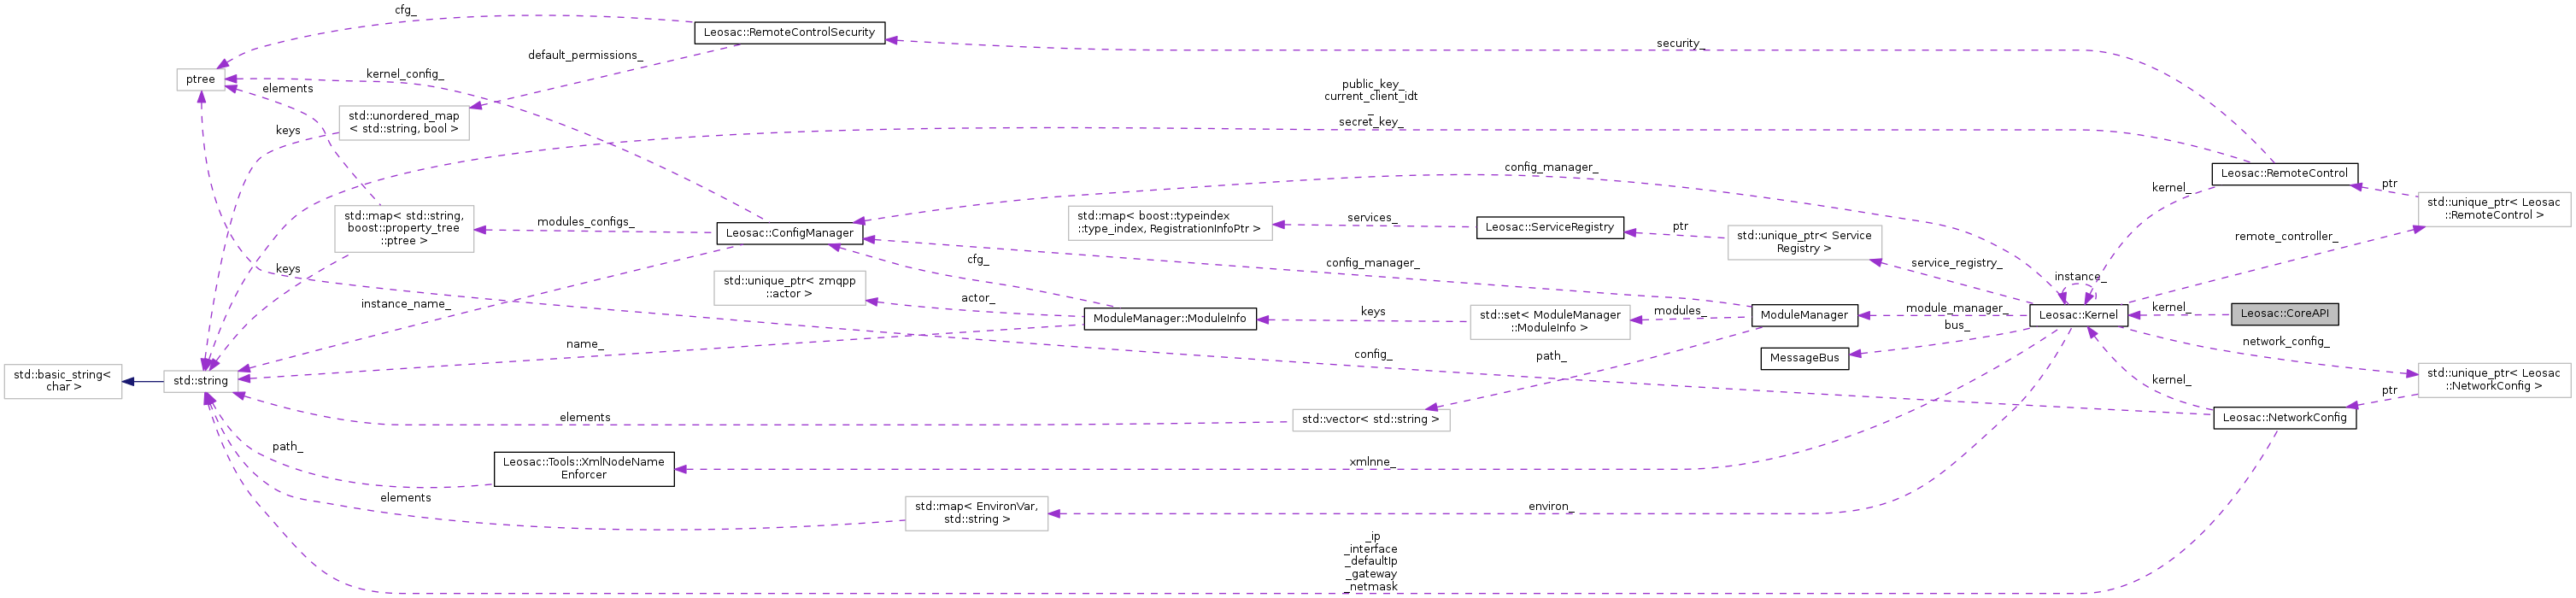 cfg_
Leosac::RemoteControlSecurity
security_
default_permissions_
kernel_config_
ptree
elements
public_key_
current_client_idt
_
secret_key_
std::unordered_map
< std::string, bool >
keys
config_manager_
Leosac::RemoteControl
ptr
kernel_
std::unique_ptr< Leosac
::RemoteControl >
std::map< std::string,
boost::property_tree
::ptree >
modules_configs_
Leosac::ConfigManager
std::map< boost::typeindex
::type_index, RegistrationInfoPtr >
services_
Leosac::ServiceRegistry
ptr
std::unique_ptr< Service
Registry >
remote_controller_
cfg_
config_manager_
service_registry_
keys
instance_
std::unique_ptr< zmqpp
::actor >
actor_
instance_name_
ModuleManager::ModuleInfo
keys
std::set< ModuleManager
::ModuleInfo >
modules_
ModuleManager
module_manager_
Leosac::Kernel
kernel_
Leosac::CoreAPI
bus_
name_
config_
path_
MessageBus
network_config_
std::basic_string<
char >
std::string
kernel_
std::unique_ptr< Leosac
::NetworkConfig >
ptr
elements
std::vector< std::string >
Leosac::NetworkConfig
path_
Leosac::Tools::XmlNodeName
Enforcer
xmlnne_
elements
std::map< EnvironVar,
std::string >
environ_
_ip
_interface
_defaultIp
_gateway
_netmask